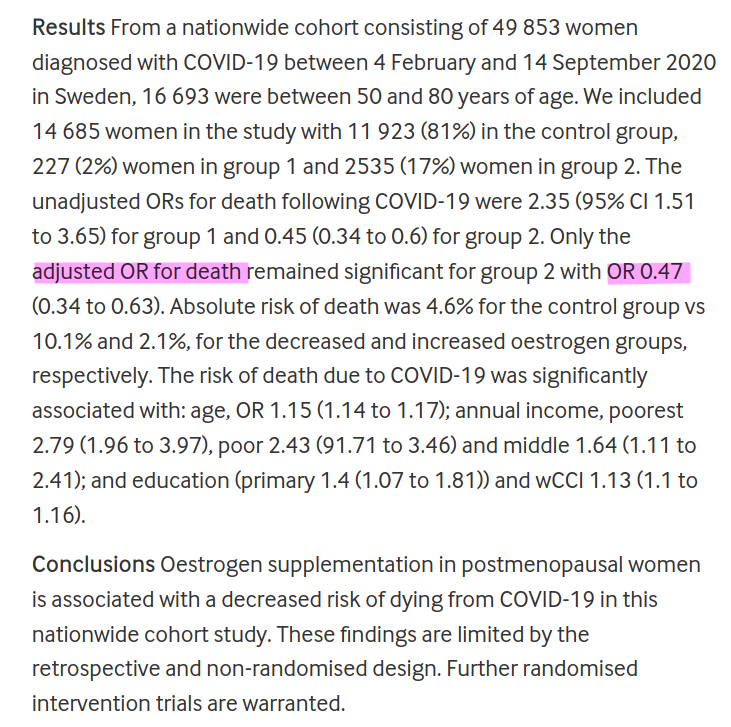 Results From a nationwide cohort consisting of 49 853 women
diagnosed with COVID-19 between 4 February and 14 September 2020
in Sweden, 16 693 were between 50 and 80 years of age. We included
14 685 women in the study with 11 923 (81%) in the control group,
227 (2%) women in group 1 and 2535 (17%) women in group 2. The
unadjusted ORs for death following COVID-19 were 2.35 (95% CI 1.51
to 3.65) for group 1 and 0.45 (0.34 to 0.6) for group 2. Only the
adjusted OR for death remained significant for group 2 with OR 0.47
(0.34 to 0.63). Absolute risk of death was 4.6% for the control group vs
10.1% and 2.1%, for the decreased and increased oestrogen groups,
respectively. The risk of death due to COVID-19 was significantly
associated with: age, OR 1.15 (1.14 to 1.17); annual income, poorest
2.79 (1.96 to 3.97), poor 2.43 (91.71 to 3.46) and middle 1.64 (1.11 to
2.41); and education (primary 1.4 (1.07 to 1.81)) and wCCI 1.13 (1.1 to
1.16).
Conclusions Oestrogen supplementation in postmenopausal women
is associated with a decreased risk of dying from COVID-19 in this
nationwide cohort study. These findings are limited by the
retrospective and non-randomised design. Further randomised
intervention trials are warranted.